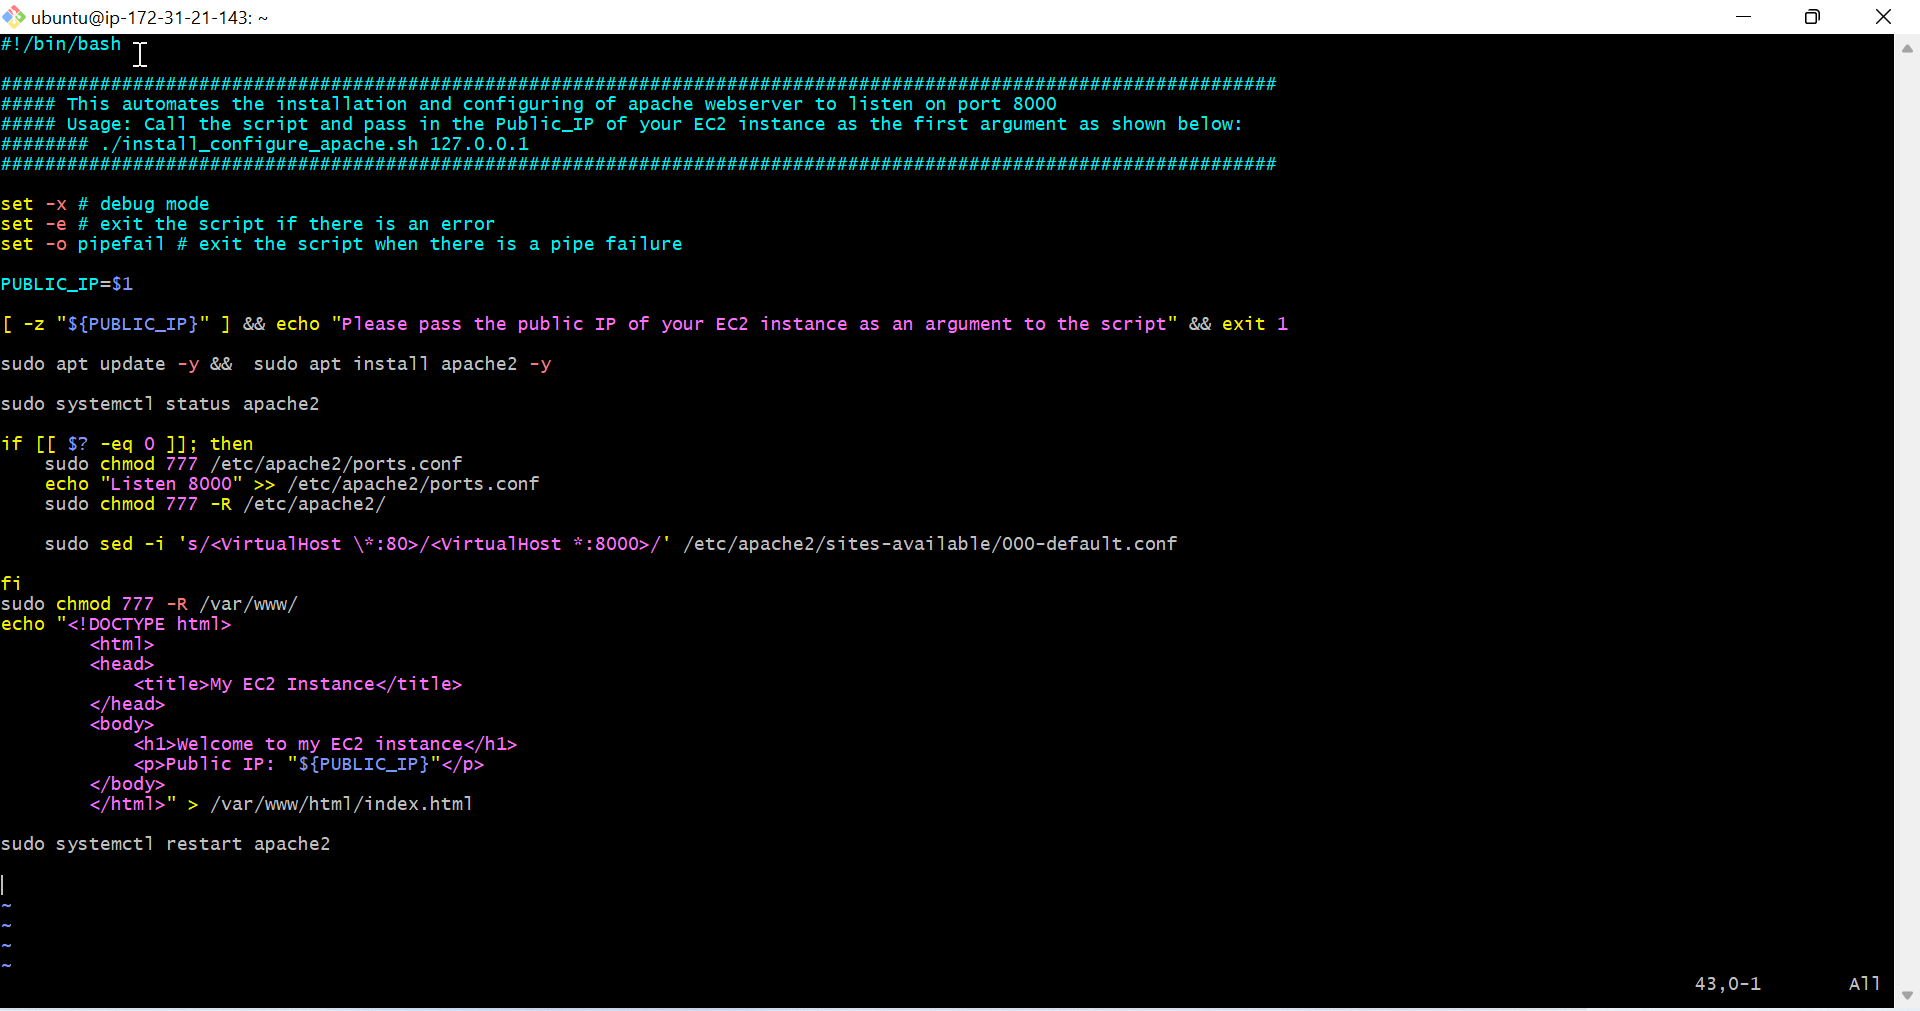 ubuntu@ip-172-31-21-143: ~
#!/bin/bash
####################################################################################################################
##### This automates the installation and configuring of apache webserver to listen on port 8000
##### Usage: Call the script and pass in the Public_IP of your EC2 instance as the first argument as shown below:
######## ./install_configure_apache.sh 127.0.0.1
####################################################################################################################
set -x # debug mode
set -e # exit the script if there is an error
set -o pipefail # exit the script when there is a pipe failure
PUBLIC_IP=$1
[ -z "${PUBLIC_IP}" ] && echo "Please pass the public IP of your EC2 instance as an argument to the script" && exit 1
sudo apt update -y &&  sudo apt install apache2 -y
sudo systemctl status apache2
if [[ $? -eq 0 ]]; then
    sudo chmod 777 /etc/apache2/ports.conf
    echo "Listen 8000" >> /etc/apache2/ports.conf
    sudo chmod 777 -R /etc/apache2/
    sudo sed -i 's/<VirtualHost \*:80>/<VirtualHost *:8000>/' /etc/apache2/sites-available/000-default.conf
fi
sudo chmod 777 -R /var/www/
echo "<!DOCTYPE html>
        <html>
        <head>
            <title>My EC2 Instance</title>
        </head>
        <body>
            <h1>Welcome to my EC2 instance</h1>
            <p>Public IP: "${PUBLIC_IP}"</p>
        </body>
        </html>" > /var/www/html/index.html
sudo systemctl restart apache2
~
~
~
~
43,0-1 All